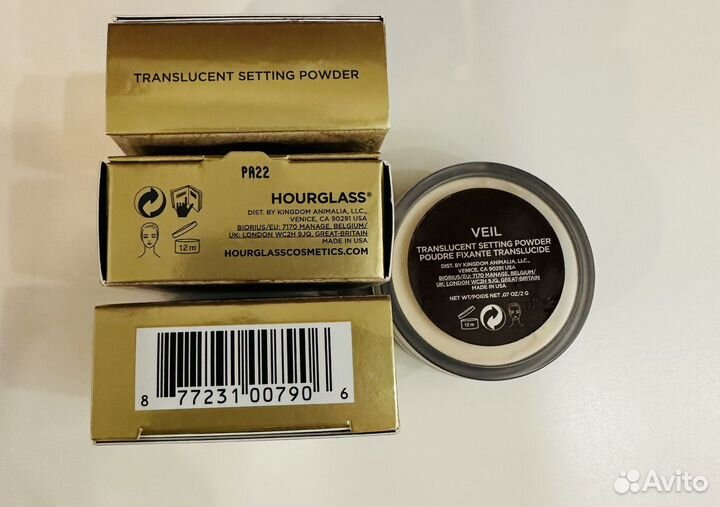 TRANSLUCENT SETTING POWDER
PA22
HOURGLASS®
DIST. BY KINGDOM ANIMALIA, LLC.,
VENICE, CA 90291 USA
BIORIUS/EU: 7170 MANAGE, BELGIUM/
UK: LONDON WC2H 9JQ, GREAT-BRITAIN
MADE IN USA
HOURGLASSCOSMETICS.COM
12 m
8 77231 00790 6
VEIL
TRANSLUCENT SETTING POWDER
POUDRE FIXANTE TRANSLUCIDE
DIST. BY KINGDOM ANIMALIA, LLC.,
VENICE, CA 90291 USA
BIORIUS/EU: 7170 MANAGE, BELGIUM/
UK: LONDON WC2H 9JQ, GREAT-BRITAIN
MADE IN USA
NET WT/POIDS NET .07 OZ/2 G
12 m
Avito